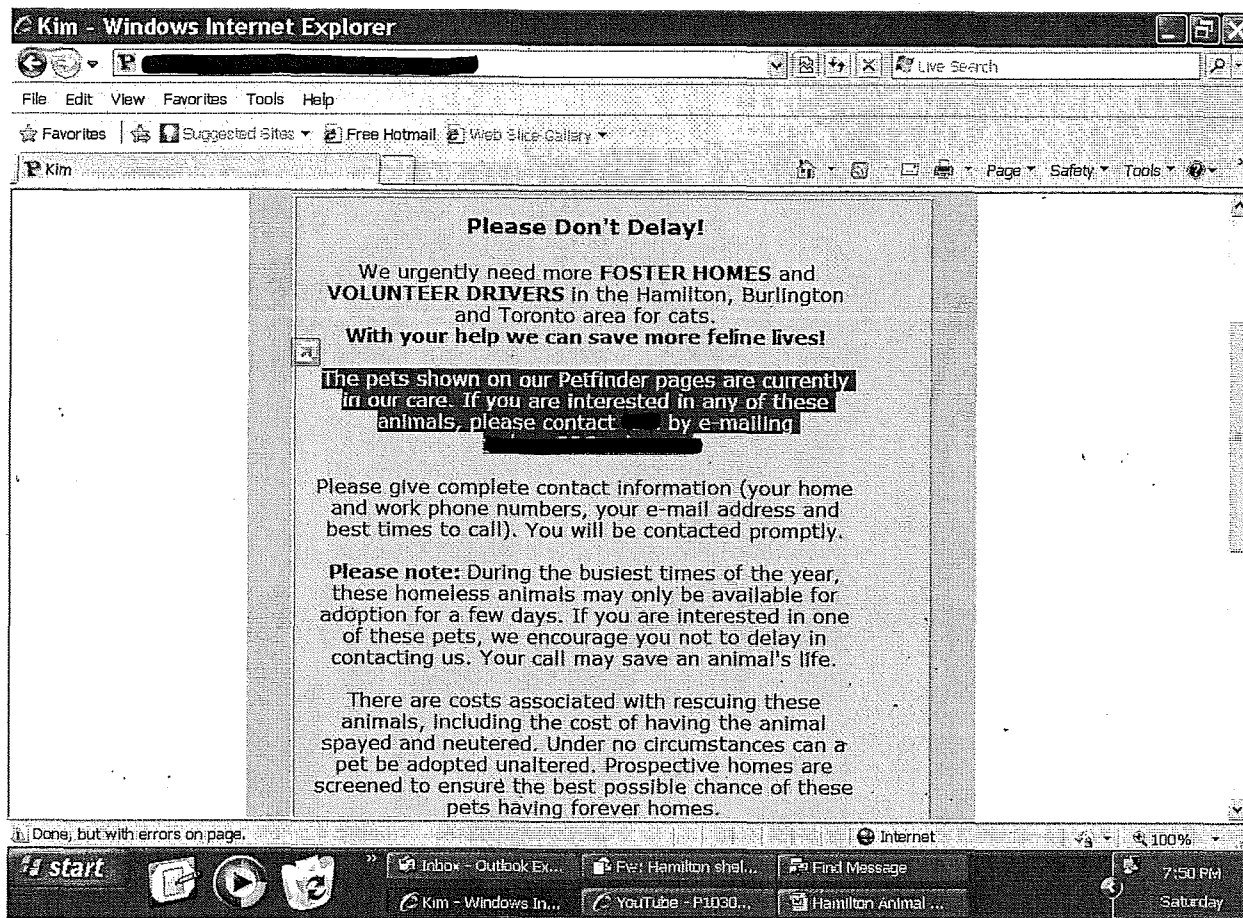 Kim - Windows Internet Explorer
Live Search
File Edit View Favorites Tools Help
Favorites Suggested Sites Free Hotmail Web Slice Gallery
Kim
Page Safety Tools
Please Don't Delay!
We urgently need more FOSTER HOMES and
VOLUNTEER DRIVERS in the Hamilton, Burlington
and Toronto area for cats.
With your help we can save more feline lives!
The pets shown on our Petfinder pages are currently
in our care. If you are interested in any of these
animals, please contact by e-mailing
Please give complete contact information (your home
and work phone numbers, your e-mail address and
best times to call). You will be contacted promptly.
Please note: During the busiest times of the year,
these homeless animals may only be available for
adoption for a few days. If you are interested in one
of these pets, we encourage you not to delay in
contacting us. Your call may save an animal's life.
There are costs associated with rescuing these
animals, including the cost of having the animal
spayed and neutered. Under no circumstances can a
pet be adopted unaltered. Prospective homes are
screened to ensure the best possible chance of these
pets having forever homes.
Done, but with errors on page. Internet 100%
start Inbox - Outlook Ex... Fw: Hamilton shel... Find Message 7:50 PM
Kim - Windows In... YouTube - P1030... Hamilton Animal ... Saturday